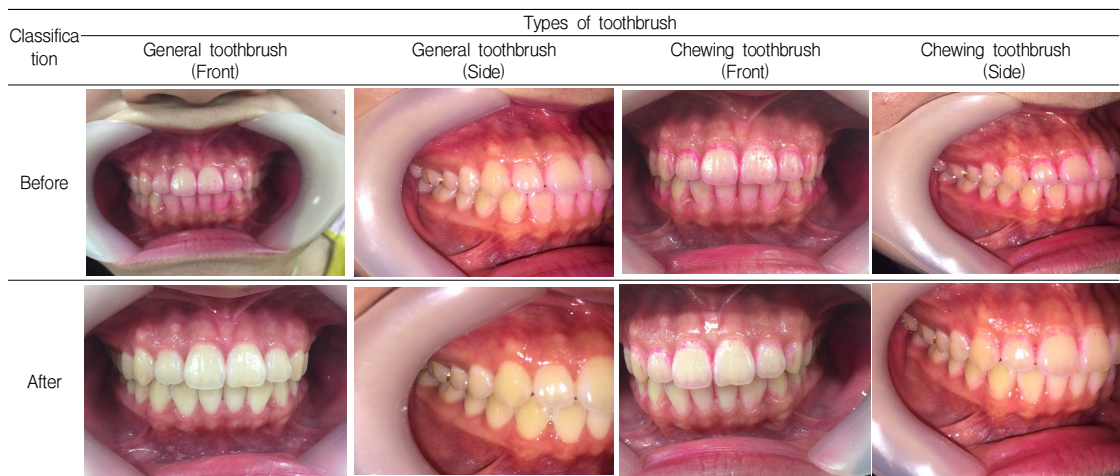 Classifica
tion
Types of toothbrush
General toothbrush
(Front)
General toothbrush
(Side)
Chewing toothbrush
(Front)
Chewing toothbrush
(Side)
Before
After